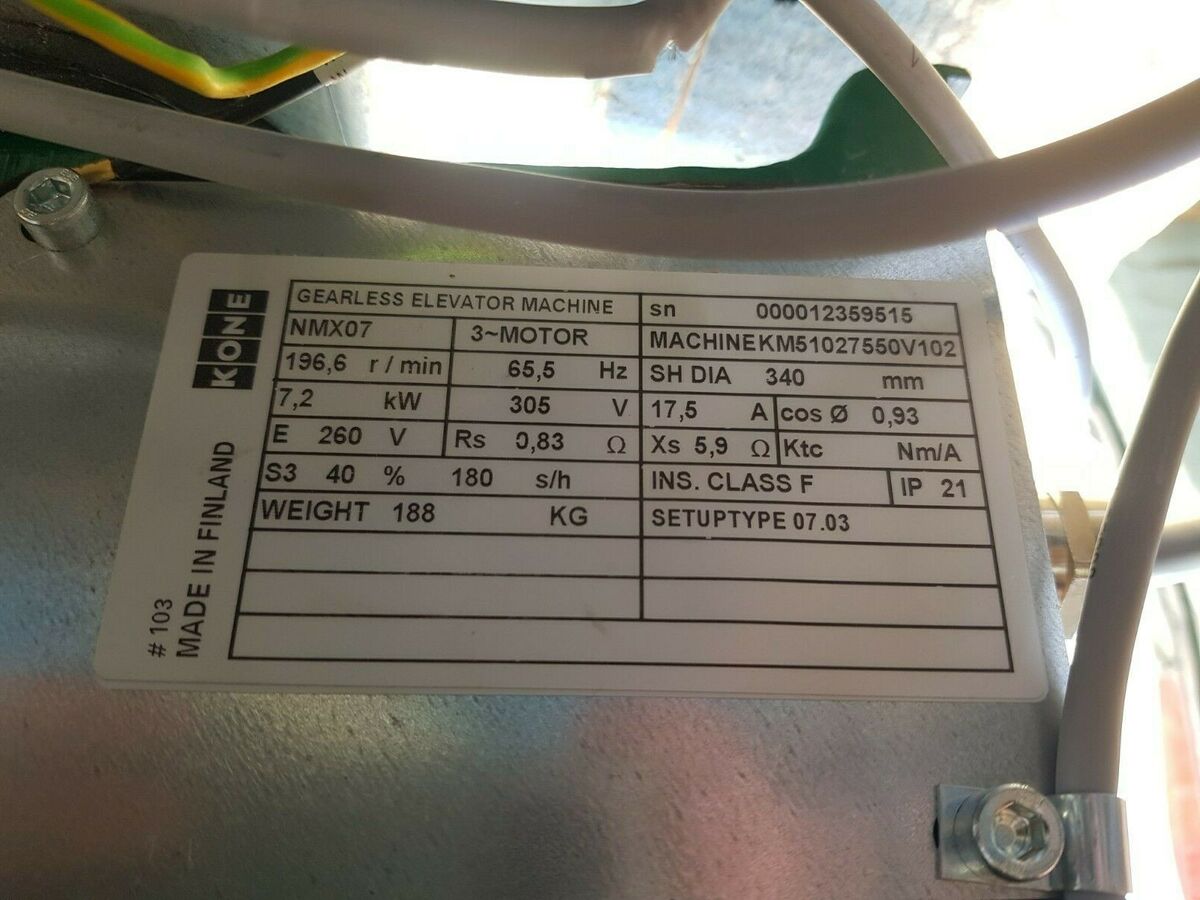 KONE
MADE IN FINLAND
# 103
GEARLESS ELEVATOR MACHINE
sn 000012359515
NMX07 3~MOTOR
MACHINE KM51027550V102
196,6 r / min 65,5 Hz
SH DIA 340 mm
7,2 kW 305 V
17,5 A cos Ø 0,93
E 260 V Rs 0,83 Ω
Xs 5,9 Ω Ktc Nm/A
S3 40 % 180 s/h
INS. CLASS F IP 21
WEIGHT 188 KG
SETUPTYPE 07.03